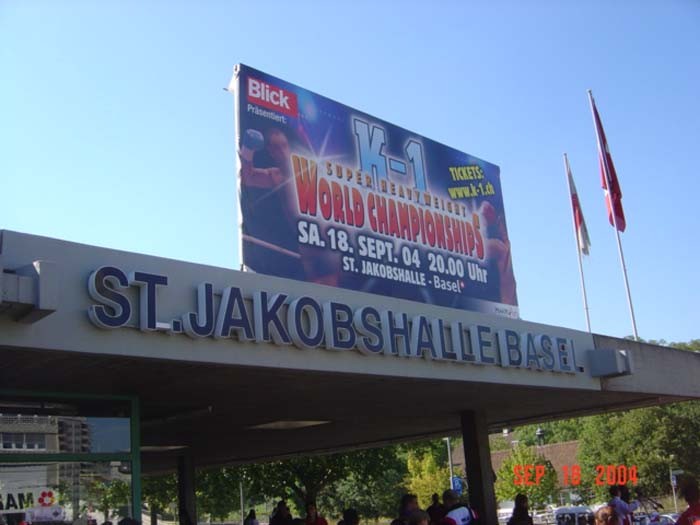 Blick
Präsentiert:
K-1
SUPER HEAVYWEIGHT
WORLD CHAMPIONSHIPS
TICKETS:
www.k-1.ch
SA. 18. SEPT. 04 20.00 Uhr
ST. JAKOBSHALLE - Basel
ST. JAKOBSHALLE BASEL
SEP 18 2004